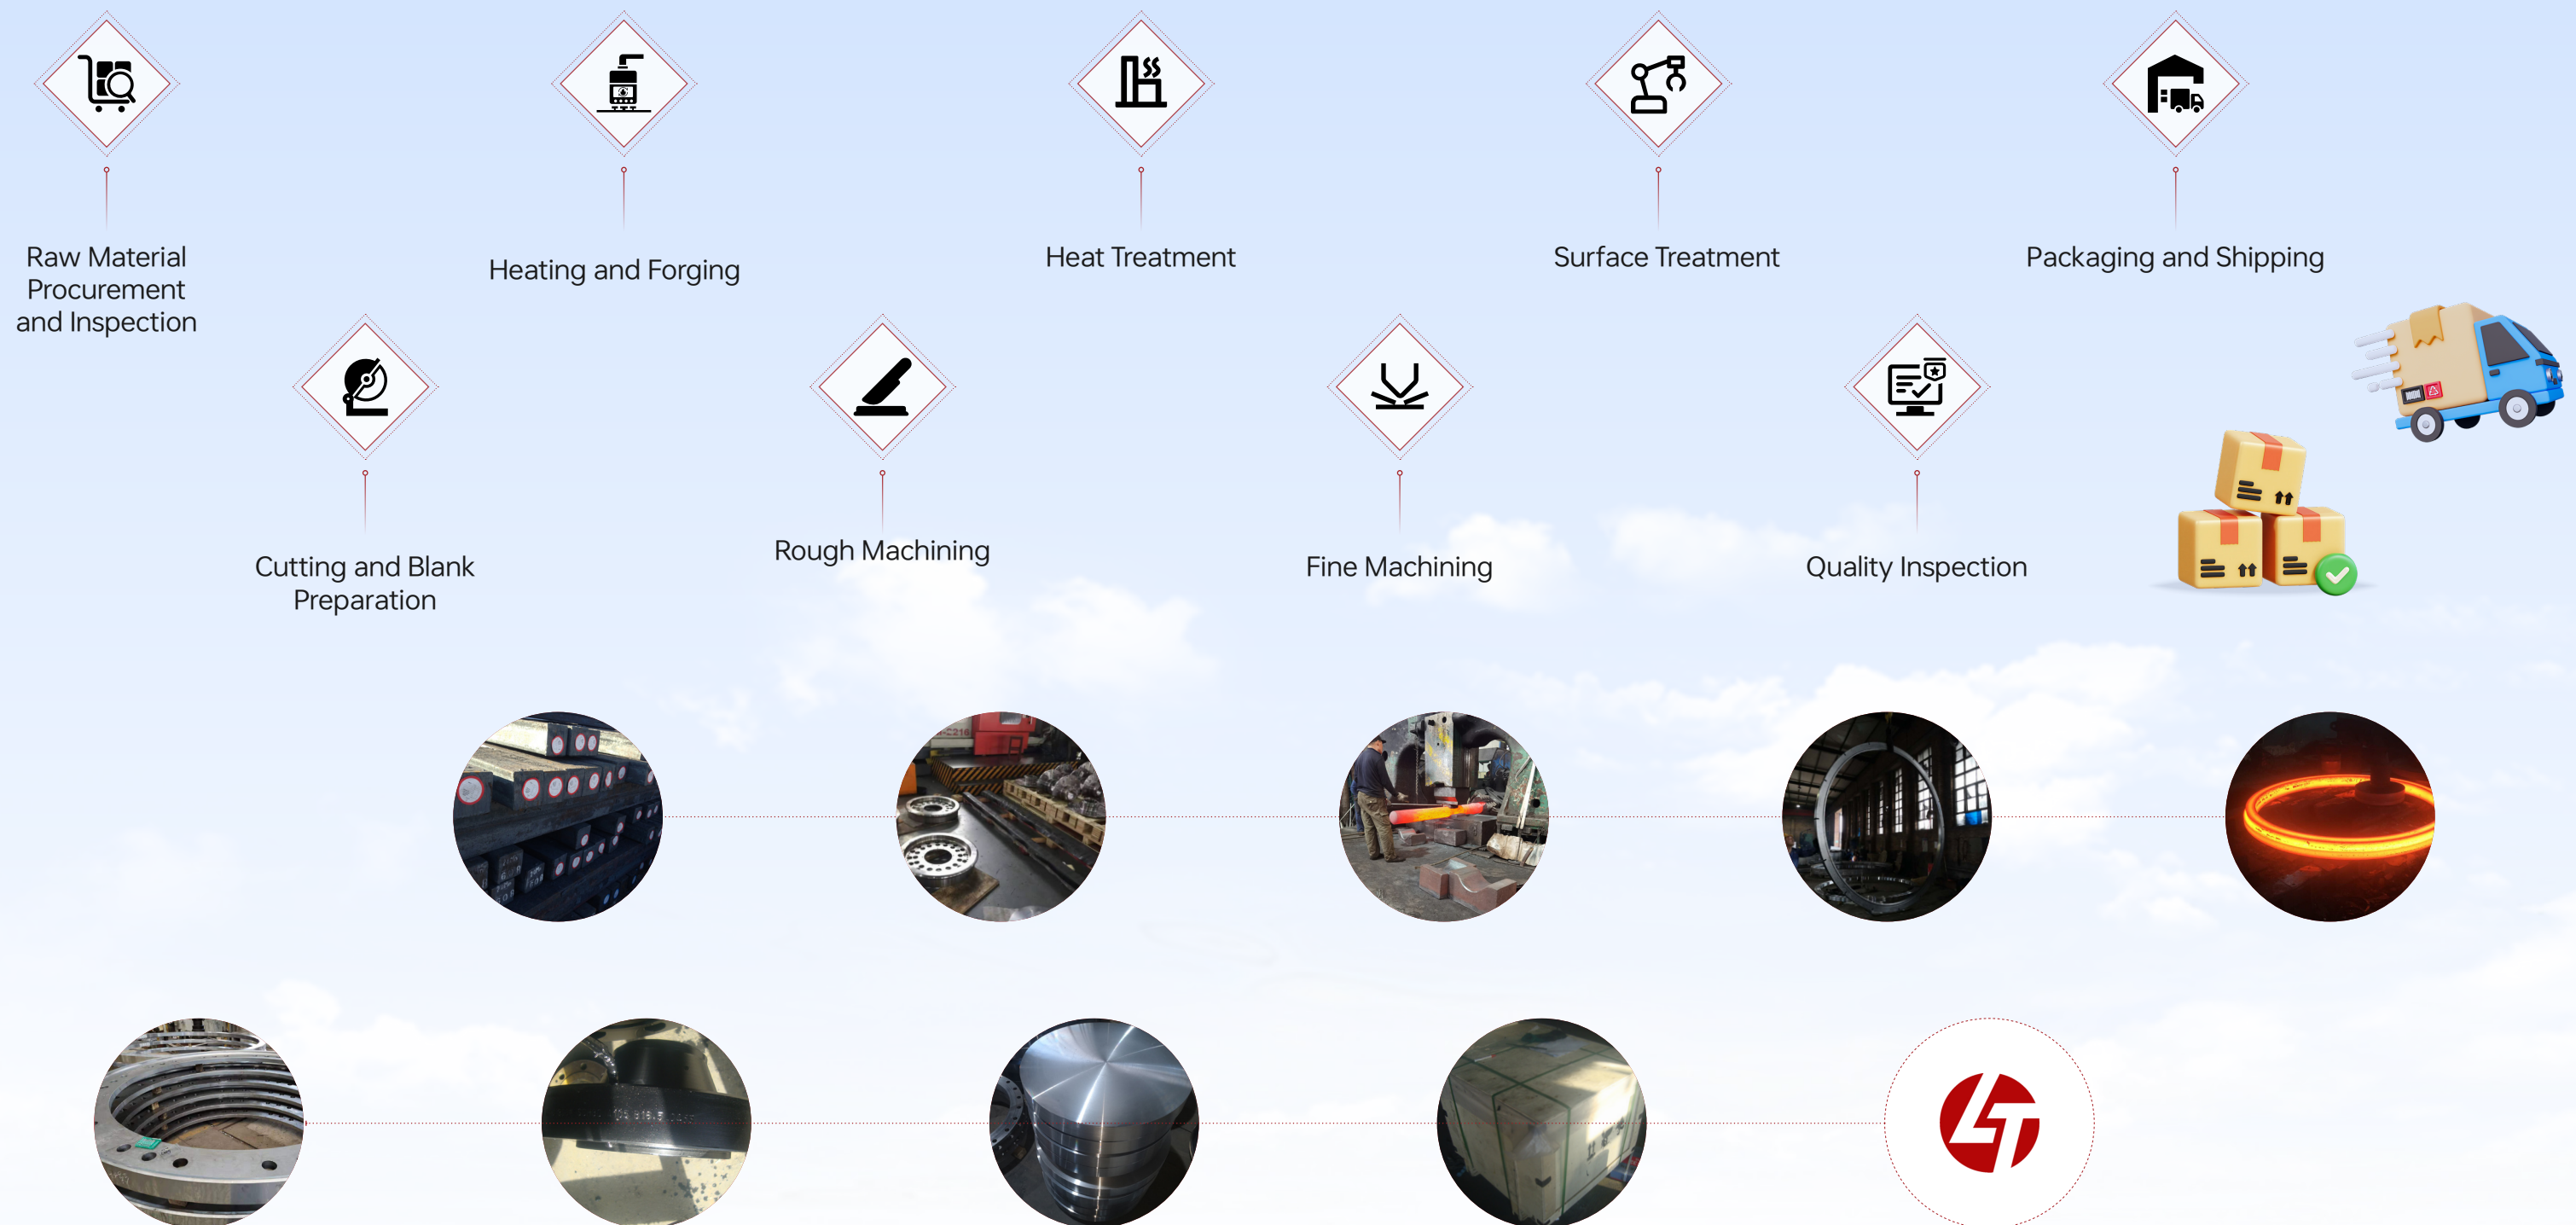 Raw Material
Procurement
and Inspection
Heating and Forging
Heat Treatment
Surface Treatment
Packaging and Shipping
Cutting and Blank
Preparation
Rough Machining
Fine Machining
Quality Inspection
LT